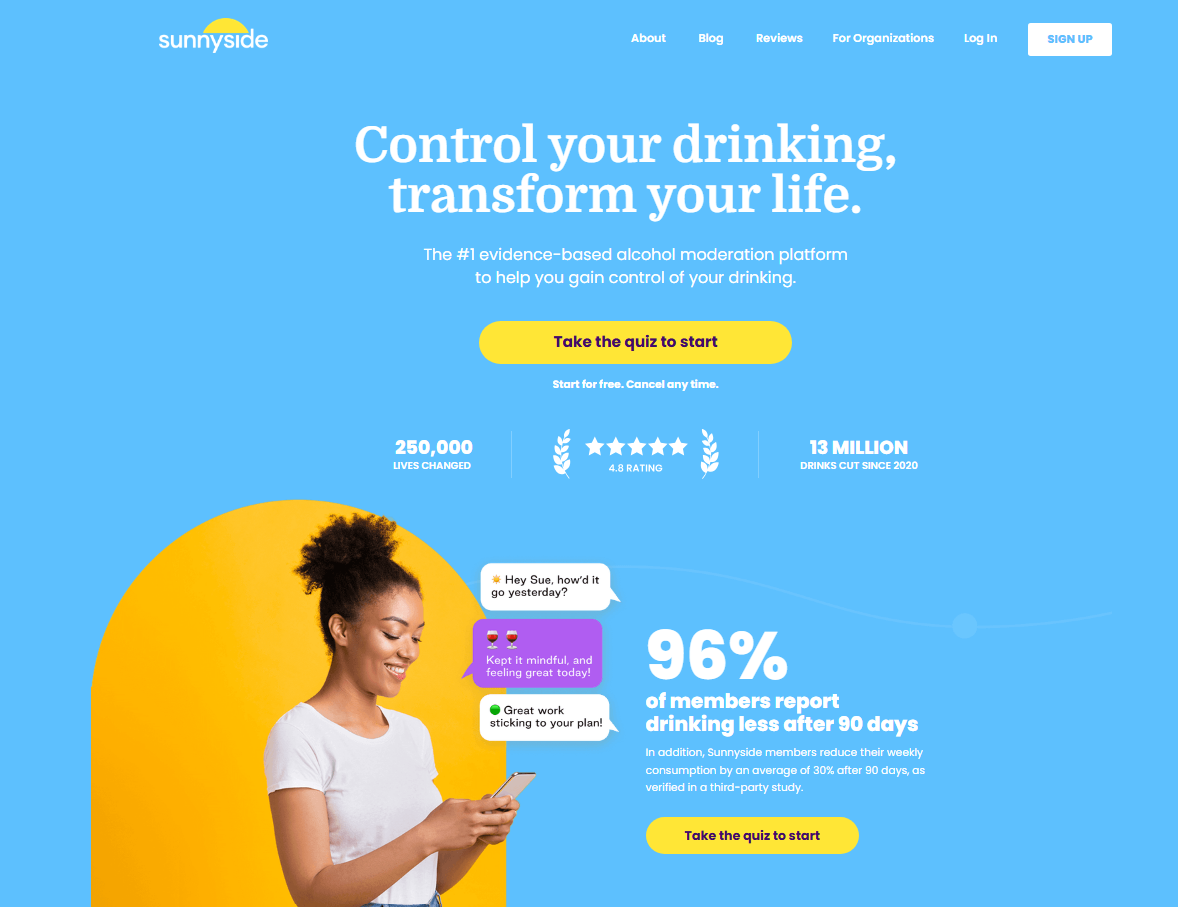 sunnyside
About
Blog
Reviews
For Organizations
Log In
SIGN UP
Control your drinking,
transform your life.
The #1 evidence-based alcohol moderation platform
to help you gain control of your drinking.
Take the quiz to start
Start for free. Cancel any time.
250,000
LIVES CHANGED
4.8 RATING
13 MILLION
DRINKS CUT SINCE 2020
Hey Sue, how'd it
go yesterday?
Kept it mindful, and
feeling great today!
Great work
sticking to your plan!
96%
of members report
drinking less after 90 days
In addition, Sunnyside members reduce their weekly
consumption by an average of 30% after 90 days, as
verified in a third-party study.
Take the quiz to start